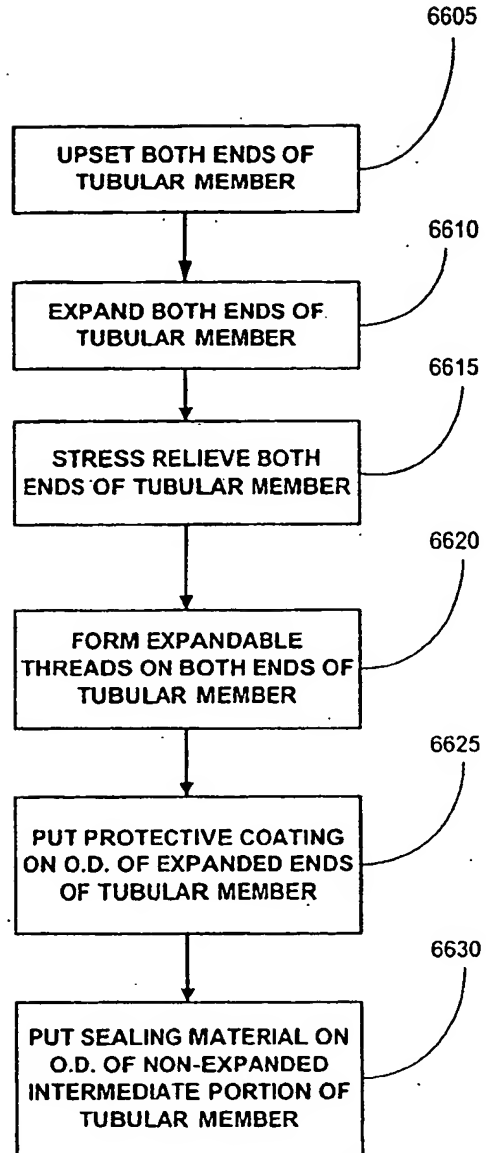 6605
UPSET BOTH ENDS OF
TUBULAR MEMBER
6610
EXPAND BOTH ENDS OF
TUBULAR MEMBER
6615
STRESS RELIEVE BOTH
ENDS OF TUBULAR MEMBER
6620
FORM EXPANDABLE
THREADS ON BOTH ENDS OF
TUBULAR MEMBER
6625
PUT PROTECTIVE COATING
ON O.D. OF EXPANDED ENDS
OF TUBULAR MEMBER
6630
PUT SEALING MATERIAL ON
O.D. OF NON-EXPANDED
INTERMEDIATE PORTION OF
TUBULAR MEMBER